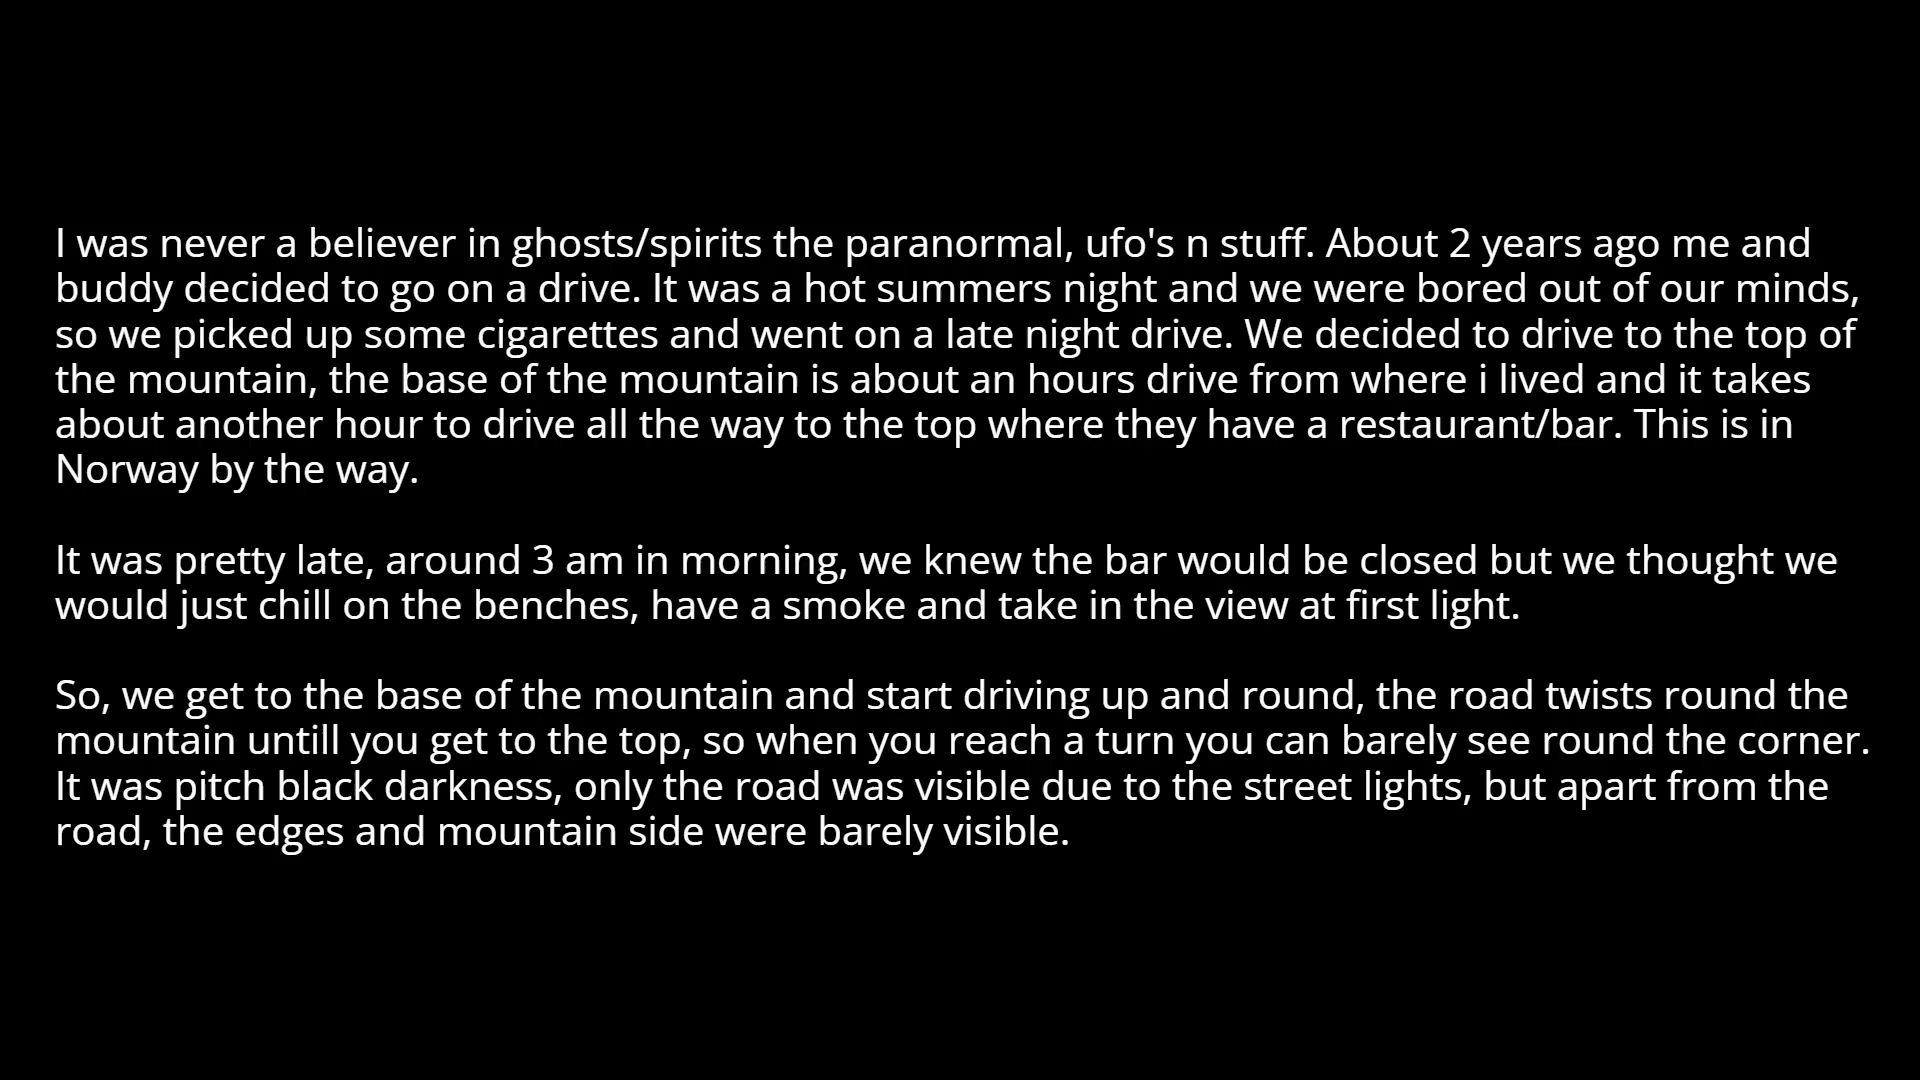 I was never a believer in ghosts/spirits the paranormal, ufo's n stuff. About 2 years ago me and
buddy decided to go on a drive. It was a hot summers night and we were bored out of our minds,
so we picked up some cigarettes and went on a late night drive. We decided to drive to the top of
the mountain, the base of the mountain is about an hours drive from where i lived and it takes
about another hour to drive all the way to the top where they have a restaurant/bar. This is in
Norway by the way.
It was pretty late, around 3 am in morning, we knew the bar would be closed but we thought we
would just chill on the benches, have a smoke and take in the view at first light.
So, we get to the base of the mountain and start driving up and round, the road twists round the
mountain untill you get to the top, so when you reach a turn you can barely see round the corner.
It was pitch black darkness, only the road was visible due to the street lights, but apart from the
road, the edges and mountain side were barely visible.